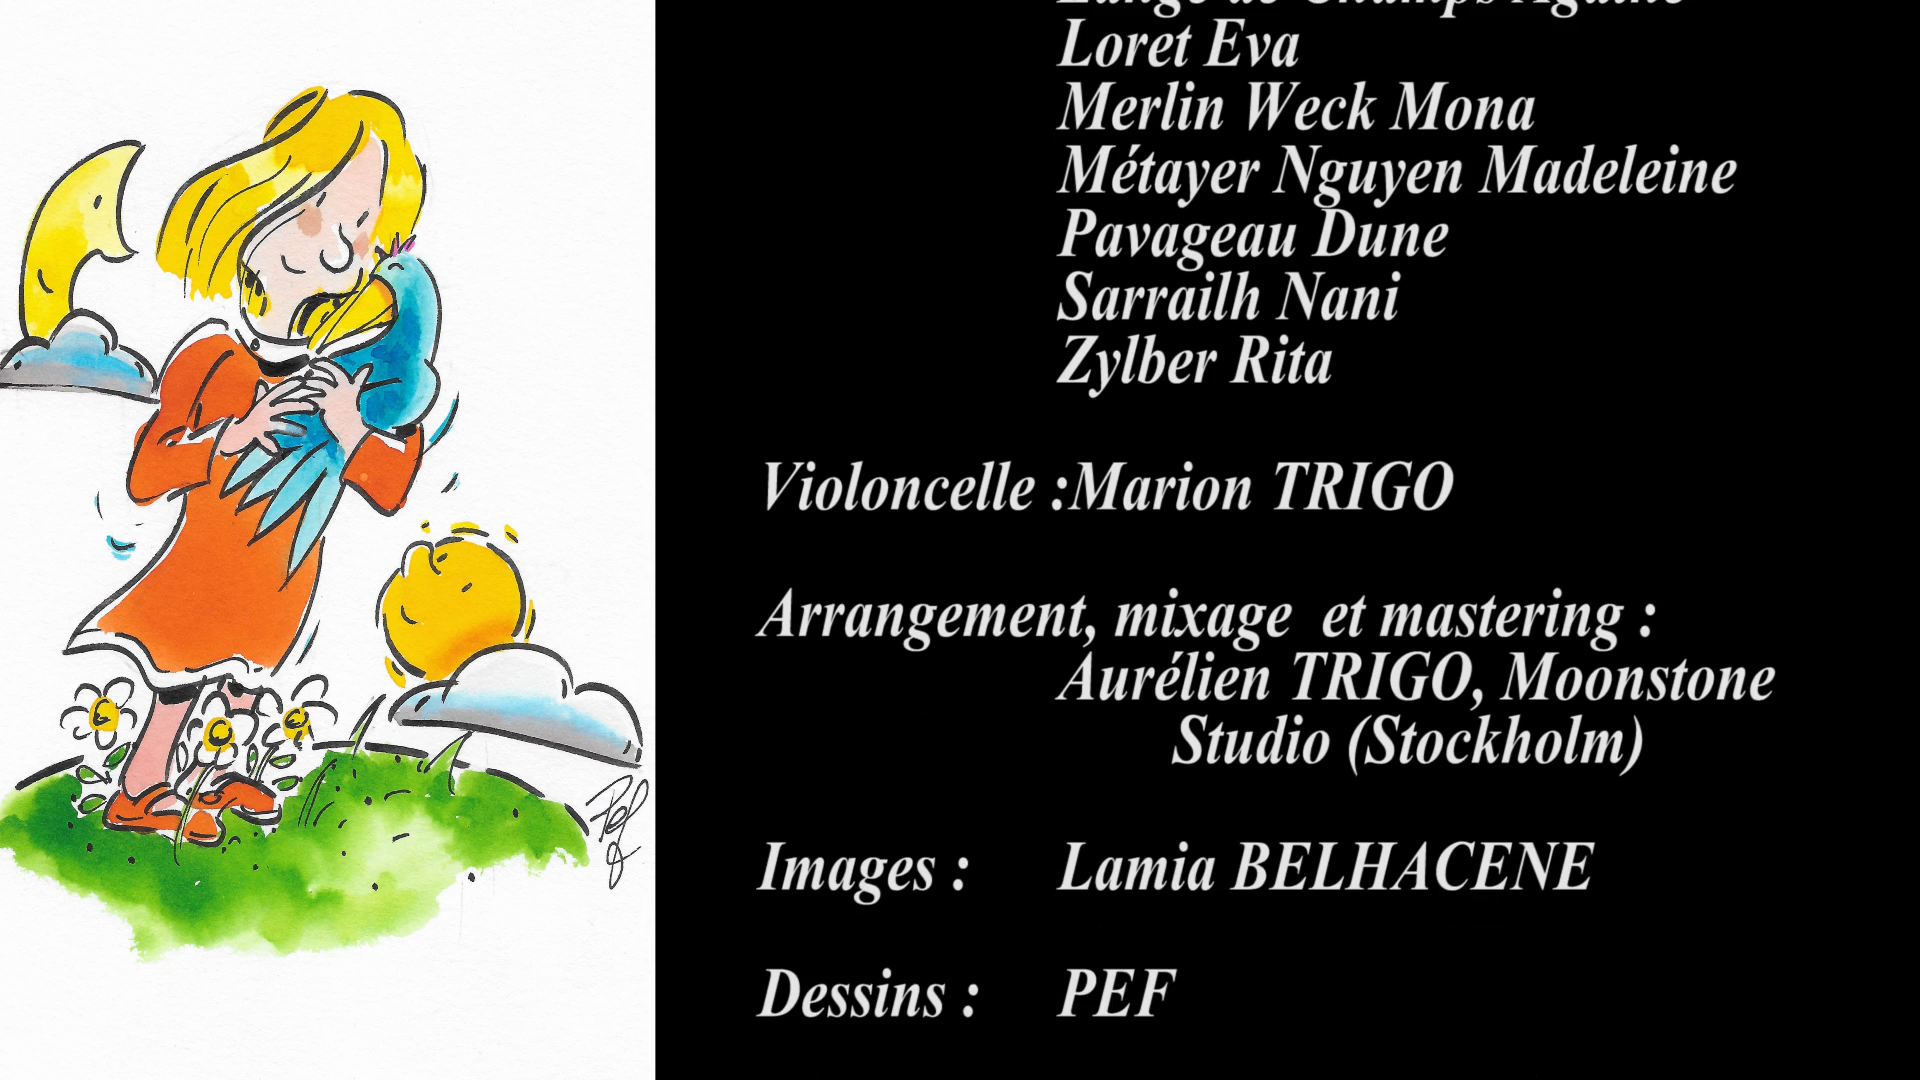 Loret Eva
Merlin Weck Mona
Métayer Nguyen Madeleine
Pavageau Dune
Sarrailh Nani
Zylber Rita
Violoncelle :Marion TRIGO
Arrangement, mixage  et mastering :
Aurélien TRIGO, Moonstone
Studio (Stockholm)
Images : Lamia BELHACENE
Dessins : PEF
Pef